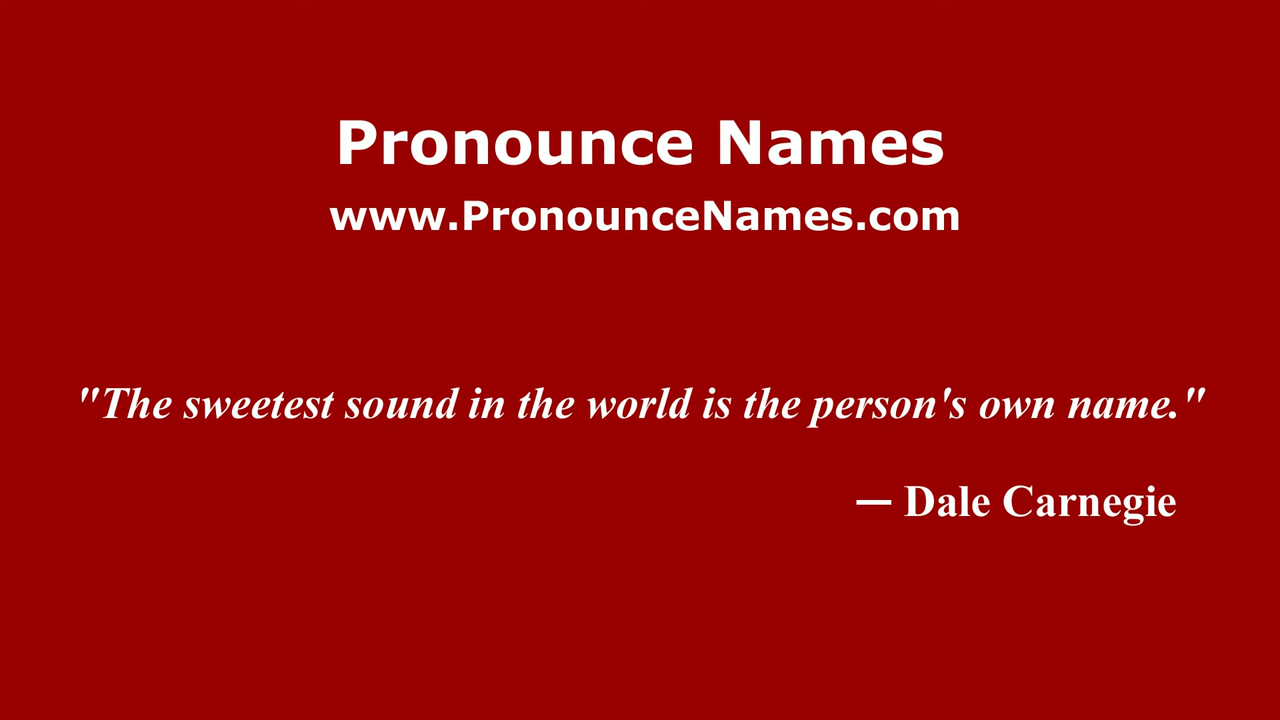 Pronounce Names
www.PronounceNames.com
"The sweetest sound in the world is the person's own name."
— Dale Carnegie